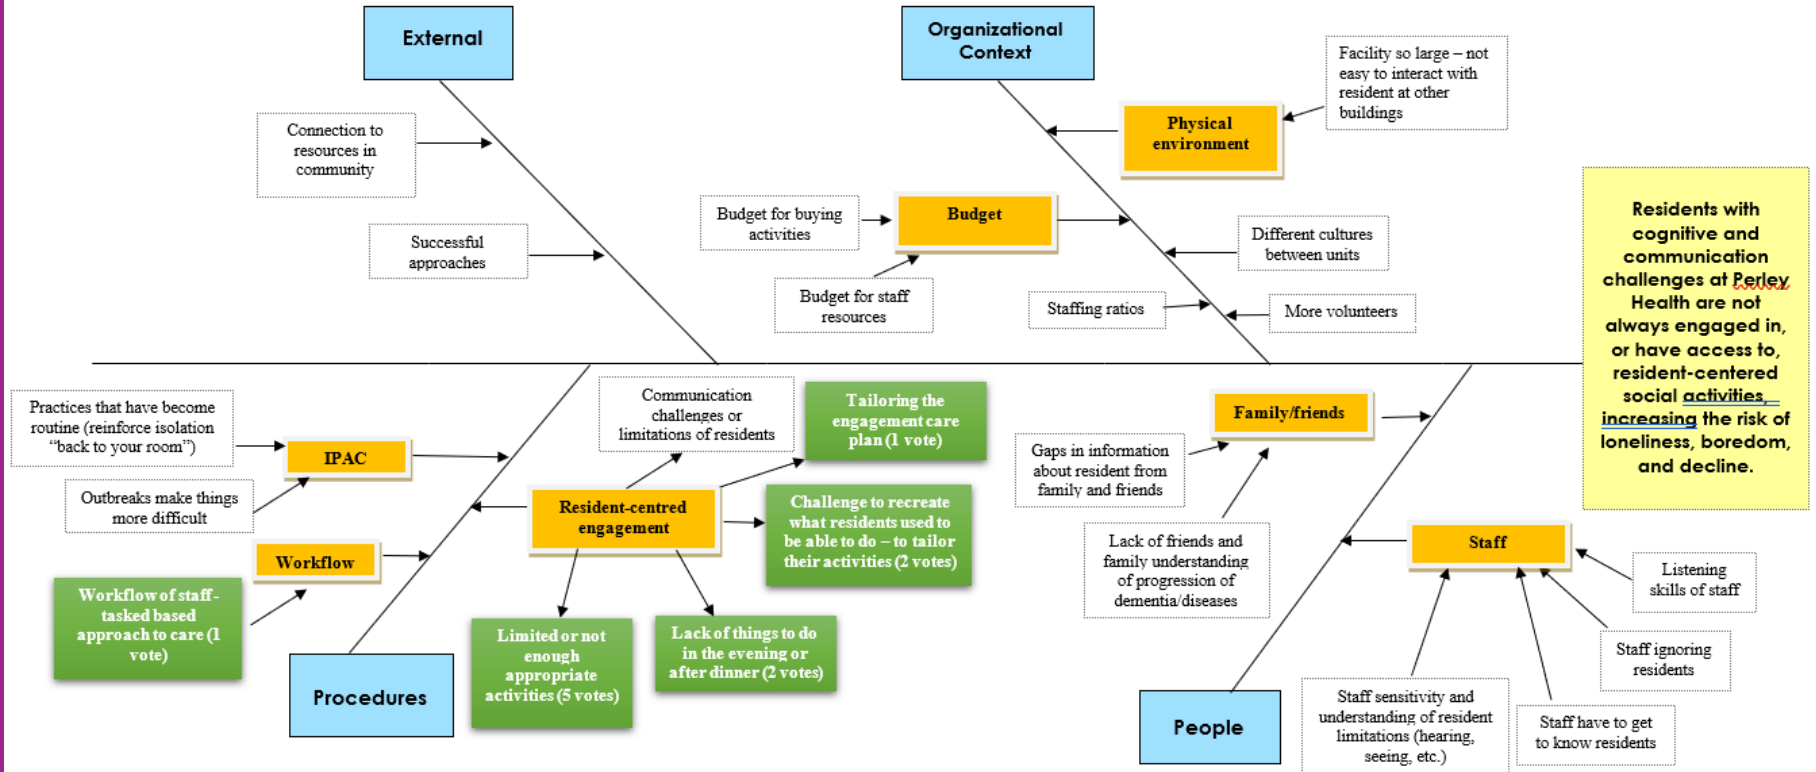 External
Organizational
Context
Facility so large – not
easy to interact with
resident at other
buildings
Connection to
resources in
community
Physical
environment
Budget for buying
activities
Budget
Successful
approaches
Different cultures
between units
Budget for staff
resources
Staffing ratios
More volunteers
Residents with
cognitive and
communication
challenges at Perley
Health are not
always engaged in,
or have access to,
resident-centered
social activities,
increasing the risk of
loneliness, boredom,
and decline.
Practices that have become
routine (reinforce isolation
“back to your room”)
IPAC
Outbreaks make things
more difficult
Workflow
Workflow of staff-
tasked based
approach to care (1
vote)
Procedures
Communication
challenges or
limitations of residents
Tailoring the
engagement care
plan (1 vote)
Resident-centred
engagement
Challenge to recreate
what residents used to
be able to do – to tailor
their activities (2 votes)
Limited or not
enough
appropriate
activities (5 votes)
Lack of things to do
in the evening or
after dinner (2 votes)
Family/friends
Gaps in information
about resident from
family and friends
Lack of friends and
family understanding
of progression of
dementia/diseases
Staff
Listening
skills of staff
Staff ignoring
residents
Staff sensitivity and
understanding of resident
limitations (hearing,
seeing, etc.)
Staff have to get
to know residents
People